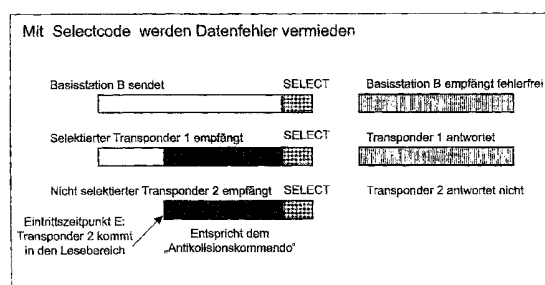 Mit Selectcode werden Datenfehler vermieden
Basisstation B sendet SELECT Basisstation B empfängt fehlerfrei
Selektierter Transponder 1 empfängt SELECT Transponder 1 antwortet
Nicht selektierter Transponder 2 empfängt SELECT Transponder 2 antwortet nicht
Eintrittszeitpunkt E:
Transponder 2 kommt
in den Lesebereich
Entspricht dem
„Antikolisionskommando"